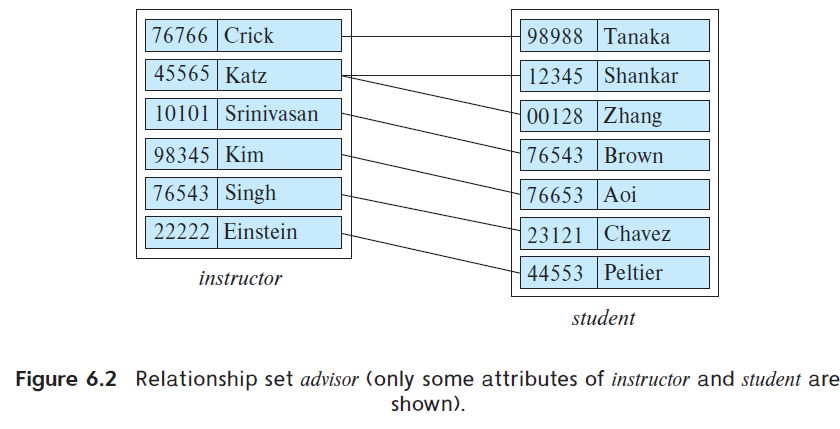 76766 Crick
45565 Katz
10101 Srinivasan
98345 Kim
76543 Singh
22222 Einstein
instructor
98988 Tanaka
12345 Shankar
00128 Zhang
76543 Brown
76653 Aoi
23121 Chavez
44553 Peltier
student
Figure 6.2 Relationship set advisor (only some attributes of instructor and student are
shown).